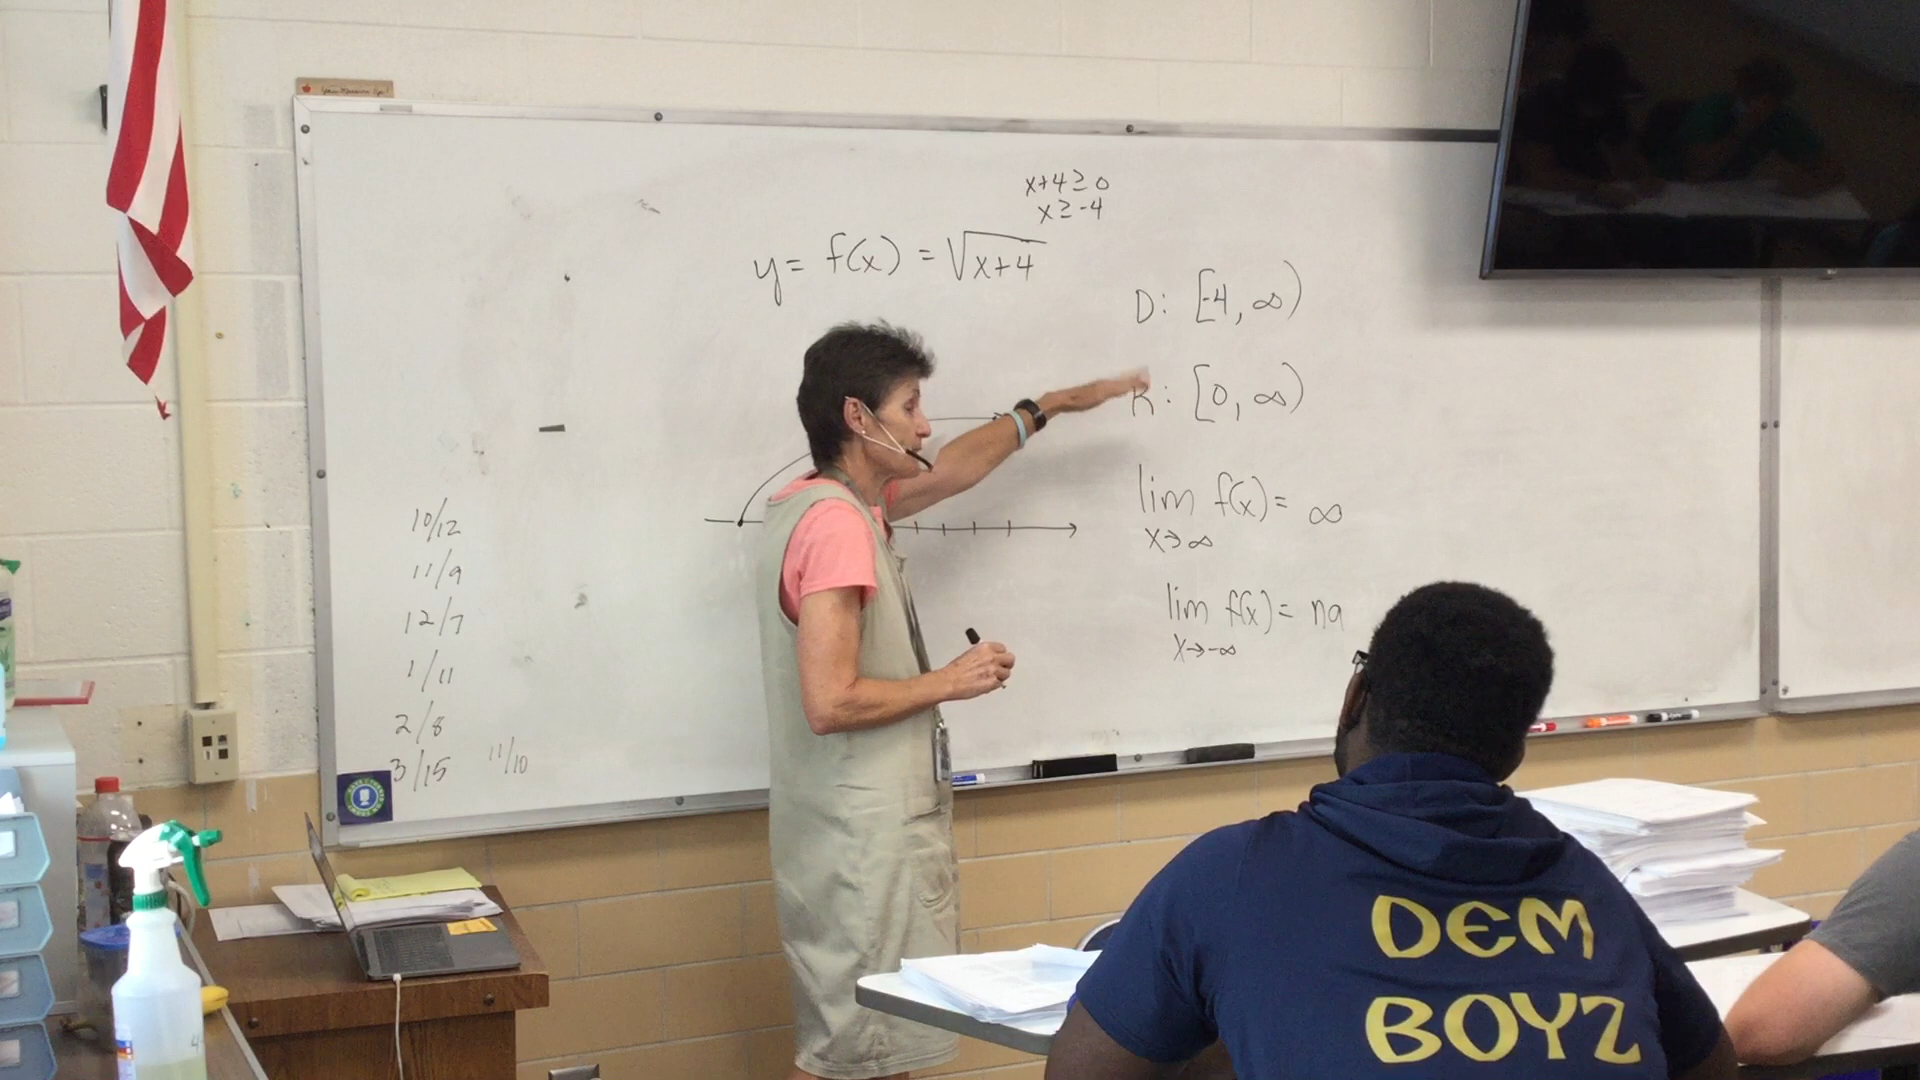 x+4≥0
x≥-4
y= f(x) = √x+4
D: [-4, ∞)
R: [0, ∞)
lim f(x)= ∞
x→∞
lim f(x)= na
x→-∞
10/12
11/9
12/7
1/11
2/8
3/15 11/10
DEM
BOYZ